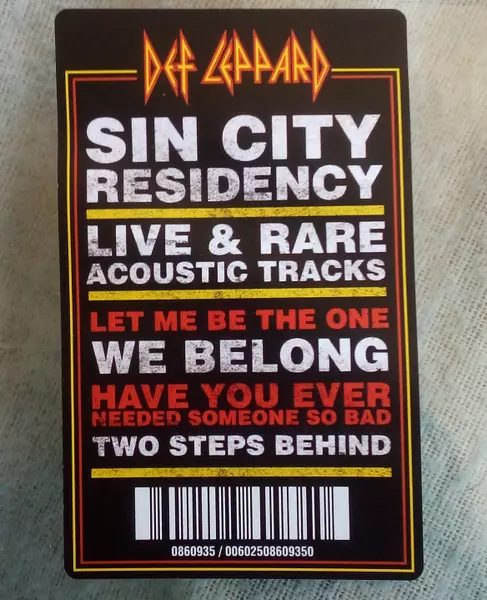 DEF LEPPARD
SIN CITY
RESIDENCY
LIVE & RARE
ACOUSTIC TRACKS
LET ME BE THE ONE
WE BELONG
HAVE YOU EVER
NEEDED SOMEONE SO BAD
TWO STEPS BEHIND
0860935 / 00602508609350